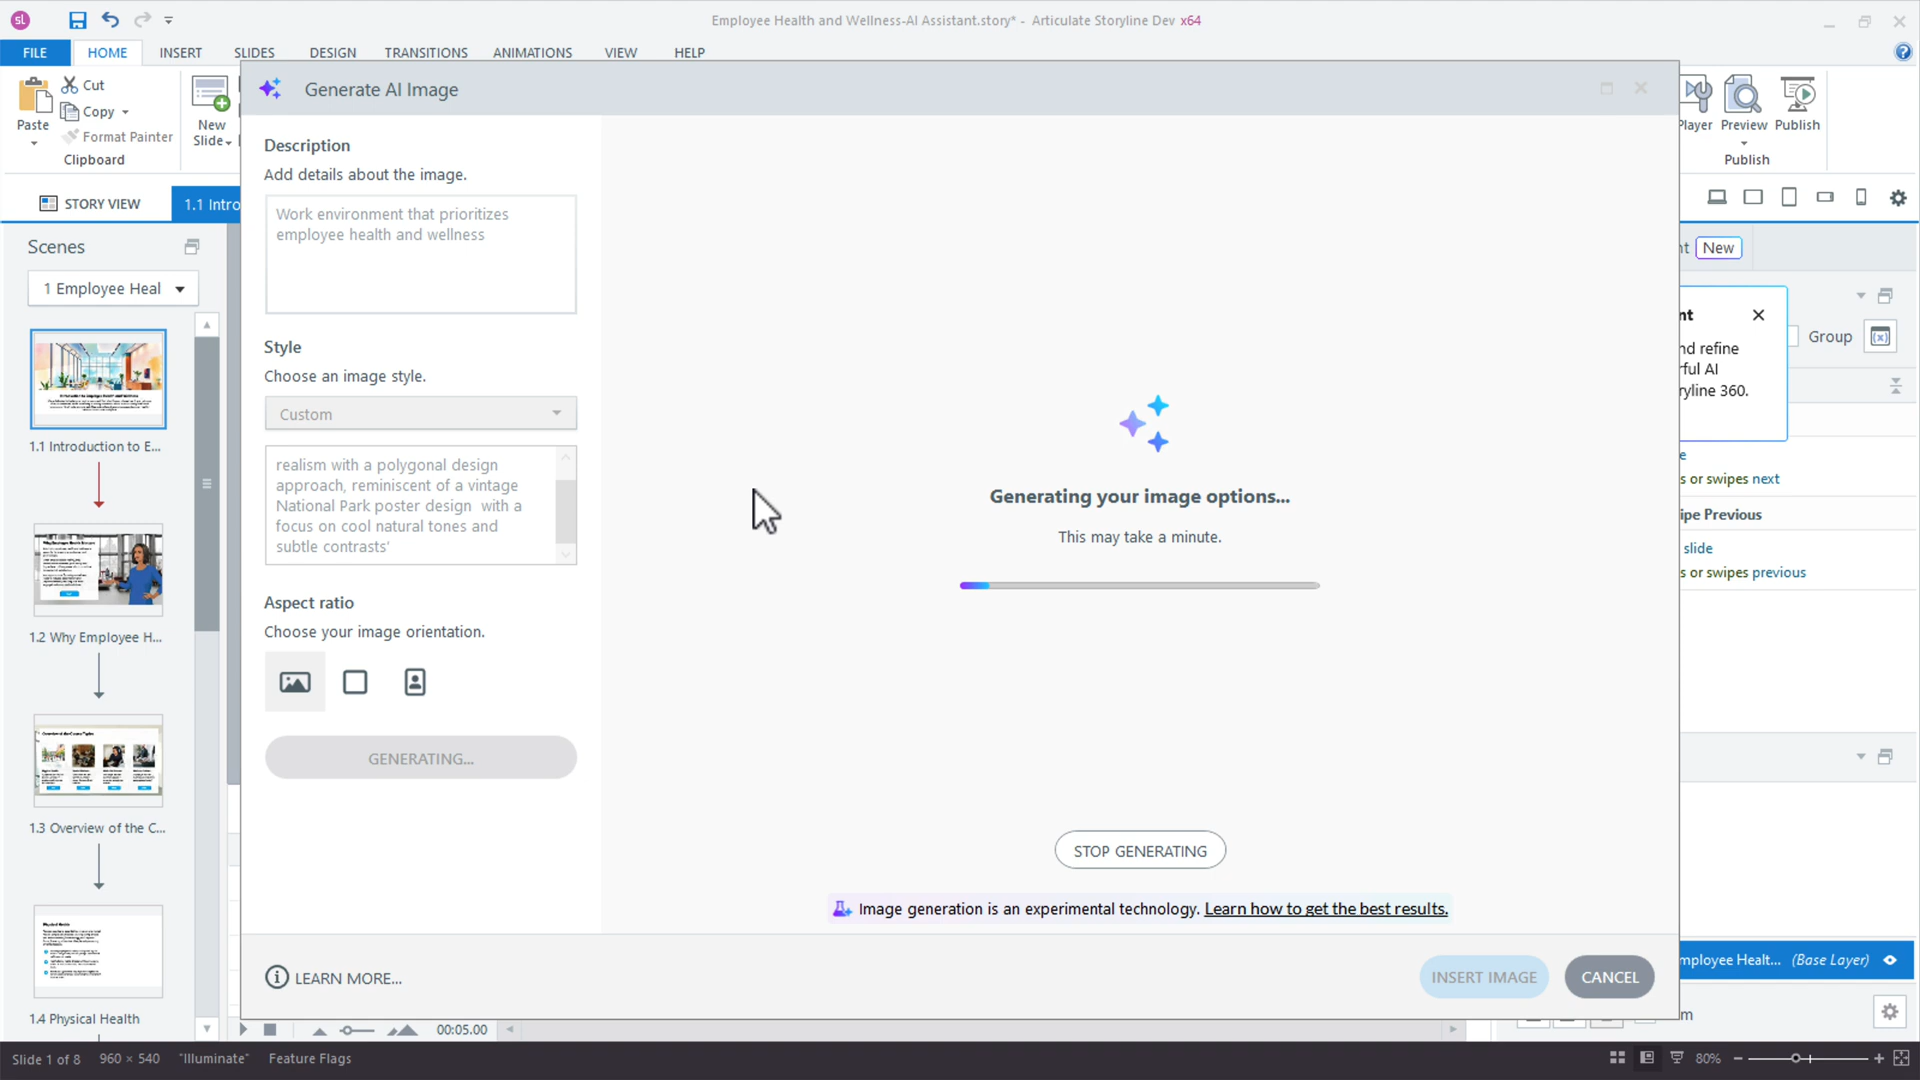 sl
Employee Health and Wellness-AI Assistant.story* - Articulate Storyline Dev x64
FILE HOME INSERT SLIDES DESIGN TRANSITIONS ANIMATIONS VIEW HELP
Paste
Cut
Copy
Format Painter
Clipboard
New
Slide
Player
Preview
Publish
Publish
STORY VIEW
1.1 Intro
Scenes
1 Employee Heal
1.1 Introduction to E...
1.2 Why Employee H...
1.3 Overview of the C...
1.4 Physical Health
Generate AI Image
Description
Add details about the image.
Work environment that prioritizes
employee health and wellness
Style
Choose an image style.
Custom
realism with a polygonal design
approach, reminiscent of a vintage
National Park poster design with a
focus on cool natural tones and
subtle contrasts'
Aspect ratio
Choose your image orientation.
GENERATING...
Generating your image options...
This may take a minute.
STOP GENERATING
Image generation is an experimental technology. Learn how to get the best results.
LEARN MORE...
INSERT IMAGE
CANCEL
nt New
nt
nd refine
rful AI
ryline 360.
Group
e
s or swipes next
ipe Previous
slide
s or swipes previous
mployee Healt... (Base Layer)
m
00:05.00
Slide 1 of 8 960 × 540 "Illuminate" Feature Flags
80%